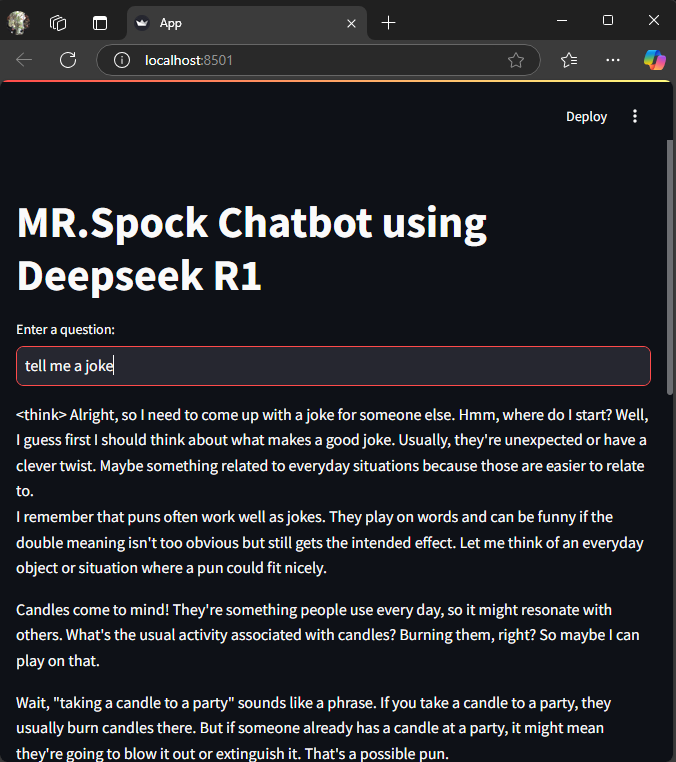 App
localhost:8501
Deploy
MR.Spock Chatbot using
Deepseek R1
Enter a question:
tell me a joke
<think> Alright, so I need to come up with a joke for someone else. Hmm, where do I start? Well,
I guess first I should think about what makes a good joke. Usually, they're unexpected or have a
clever twist. Maybe something related to everyday situations because those are easier to relate
to.
I remember that puns often work well as jokes. They play on words and can be funny if the
double meaning isn't too obvious but still gets the intended effect. Let me think of an everyday
object or situation where a pun could fit nicely.
Candles come to mind! They're something people use every day, so it might resonate with
others. What's the usual activity associated with candles? Burning them, right? So maybe I can
play on that.
Wait, "taking a candle to a party" sounds like a phrase. If you take a candle to a party, they
usually burn candles there. But if someone already has a candle at a party, it might mean
they're going to blow it out or extinguish it. That's a possible pun.